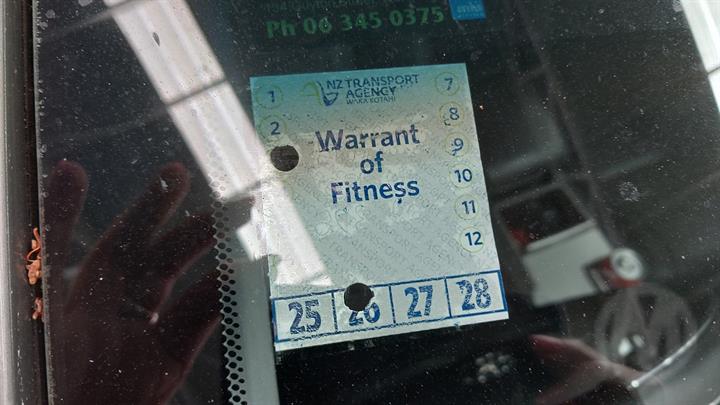 Ph 06 345 0375
NZ TRANSPORT
AGENCY
WAKA KOTAHI
1 7
2 8
9
10
11
12
Warrant
of
Fitness
25 26 27 28